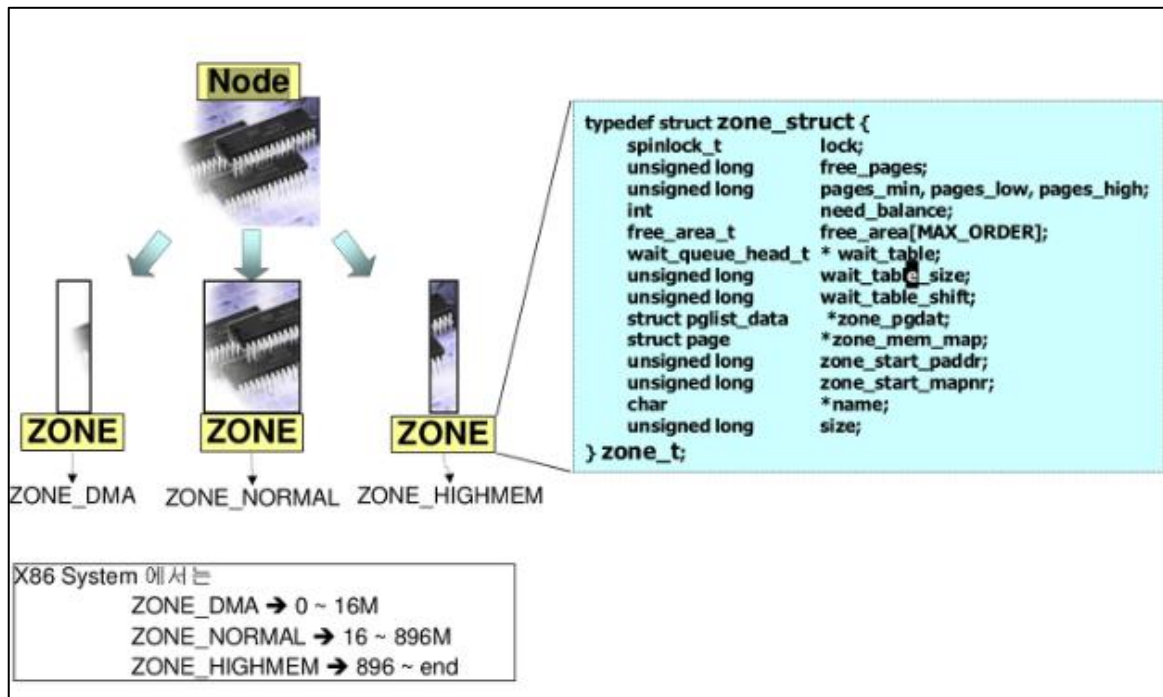 Node
ZONE
ZONE
ZONE
ZONE_DMA
ZONE_NORMAL
ZONE_HIGHMEM
typedef struct zone_struct {
spinlock_t lock;
unsigned long free_pages;
unsigned long pages_min, pages_low, pages_high;
int need_balance;
free_area_t free_area[MAX_ORDER];
wait_queue_head_t * wait_table;
unsigned long wait_table_size;
unsigned long wait_table_shift;
struct pglist_data *zone_pgdat;
struct page *zone_mem_map;
unsigned long zone_start_paddr;
unsigned long zone_start_mapnr;
char *name;
unsigned long size;
} zone_t;
X86 System 에서는
ZONE_DMA ➔ 0 ~ 16M
ZONE_NORMAL ➔ 16 ~ 896M
ZONE_HIGHMEM ➔ 896 ~ end